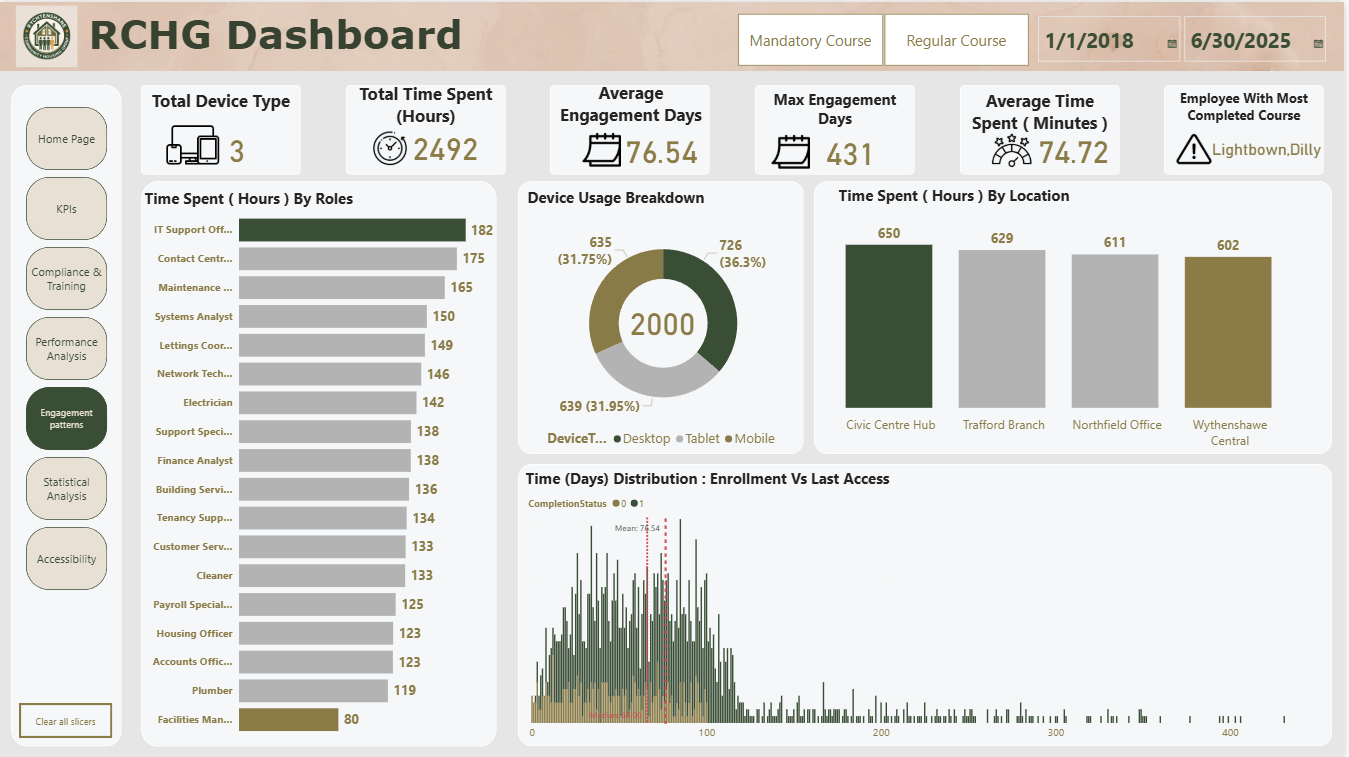 RCHG Dashboard
Mandatory Course
Regular Course
1/1/2018
6/30/2025
Home Page
KPIs
Compliance &
Training
Performance
Analysis
Engagement
patterns
Statistical
Analysis
Accessibility
Clear all slicers
Total Device Type
3
Total Time Spent
(Hours)
2492
Average
Engagement Days
76.54
Max Engagement
Days
431
Average Time
Spent ( Minutes )
74.72
Employee With Most
Completed Course
Lightbown,Dilly
Time Spent ( Hours ) By Roles
IT Support Off... 182
Contact Centr... 175
Maintenance ... 165
Systems Analyst 150
Lettings Coor... 149
Network Tech... 146
Electrician 142
Support Speci... 138
Finance Analyst 138
Building Servi... 136
Tenancy Supp... 134
Customer Serv... 133
Cleaner 133
Payroll Special... 125
Housing Officer 123
Accounts Offic... 123
Plumber 119
Facilities Man... 80
Device Usage Breakdown
635
(31.75%)
726
(36.3%)
2000
639 (31.95%)
DeviceT... Desktop Tablet Mobile
Time Spent ( Hours ) By Location
650
629
611
602
Civic Centre Hub
Trafford Branch
Northfield Office
Wythenshawe
Central
Time (Days) Distribution : Enrollment Vs Last Access
CompletionStatus 0 1
Mean: 76.54
0 100 200 300 400